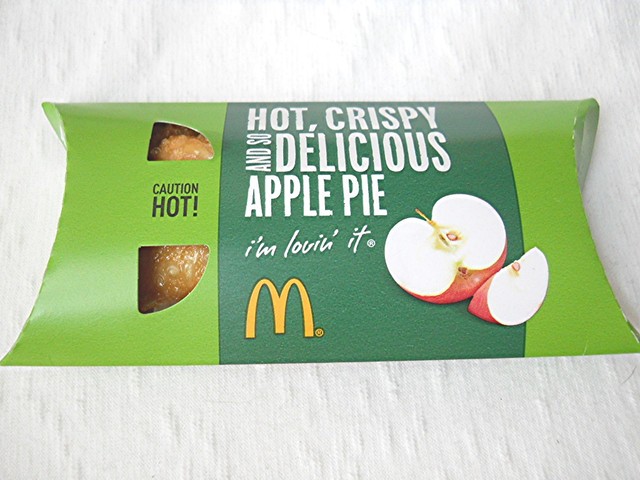 CAUTION
HOT!
HOT, CRISPY
AND SO
DELICIOUS
APPLE PIE
i'm lovin' it®
M®